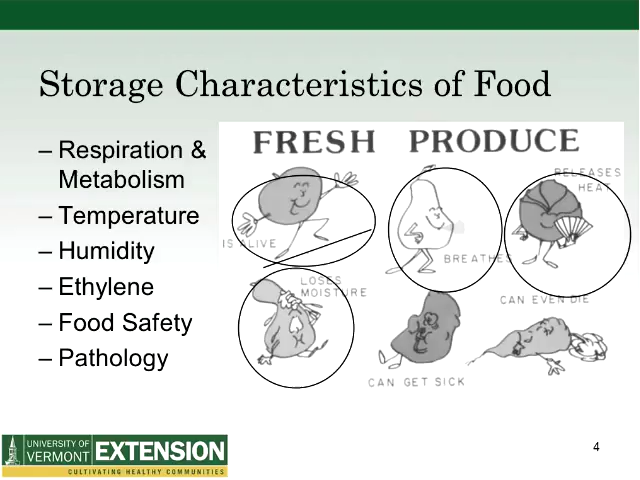 Storage Characteristics of Food
– Respiration &
Metabolism
– Temperature
– Humidity
– Ethylene
– Food Safety
– Pathology
FRESH PRODUCE
IS ALIVE
BREATHES
RELEASES
HEAT
LOSES
MOISTURE
CAN GET SICK
CAN EVEN DIE
UNIVERSITY OF
VERMONT
EXTENSION
CULTIVATING HEALTHY COMMUNITIES
4